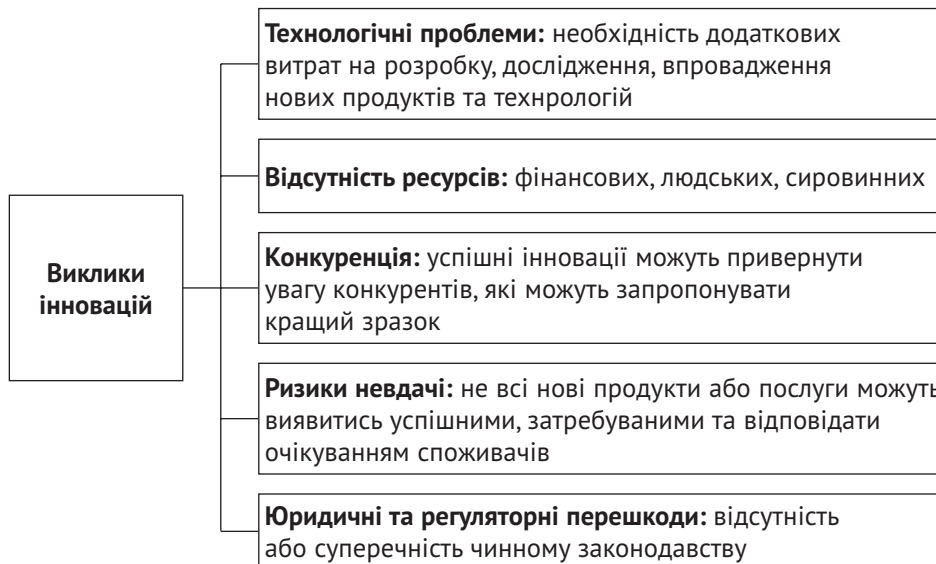 Технологічні проблеми: необхідність додаткових
витрат на розробку, дослідження, впровадження
нових продуктів та технрологій
Відсутність ресурсів: фінансових, людських, сировинних
Виклики
інновацій
Конкуренція: успішні інновації можуть привернути
увагу конкурентів, які можуть запропонувати
кращий зразок
Ризики невдачі: не всі нові продукти або послуги можуть
виявитись успішними, затребуваними та відповідати
очікуванням споживачів
Юридичні та регуляторні перешкоди: відсутність
або суперечність чинному законодавству